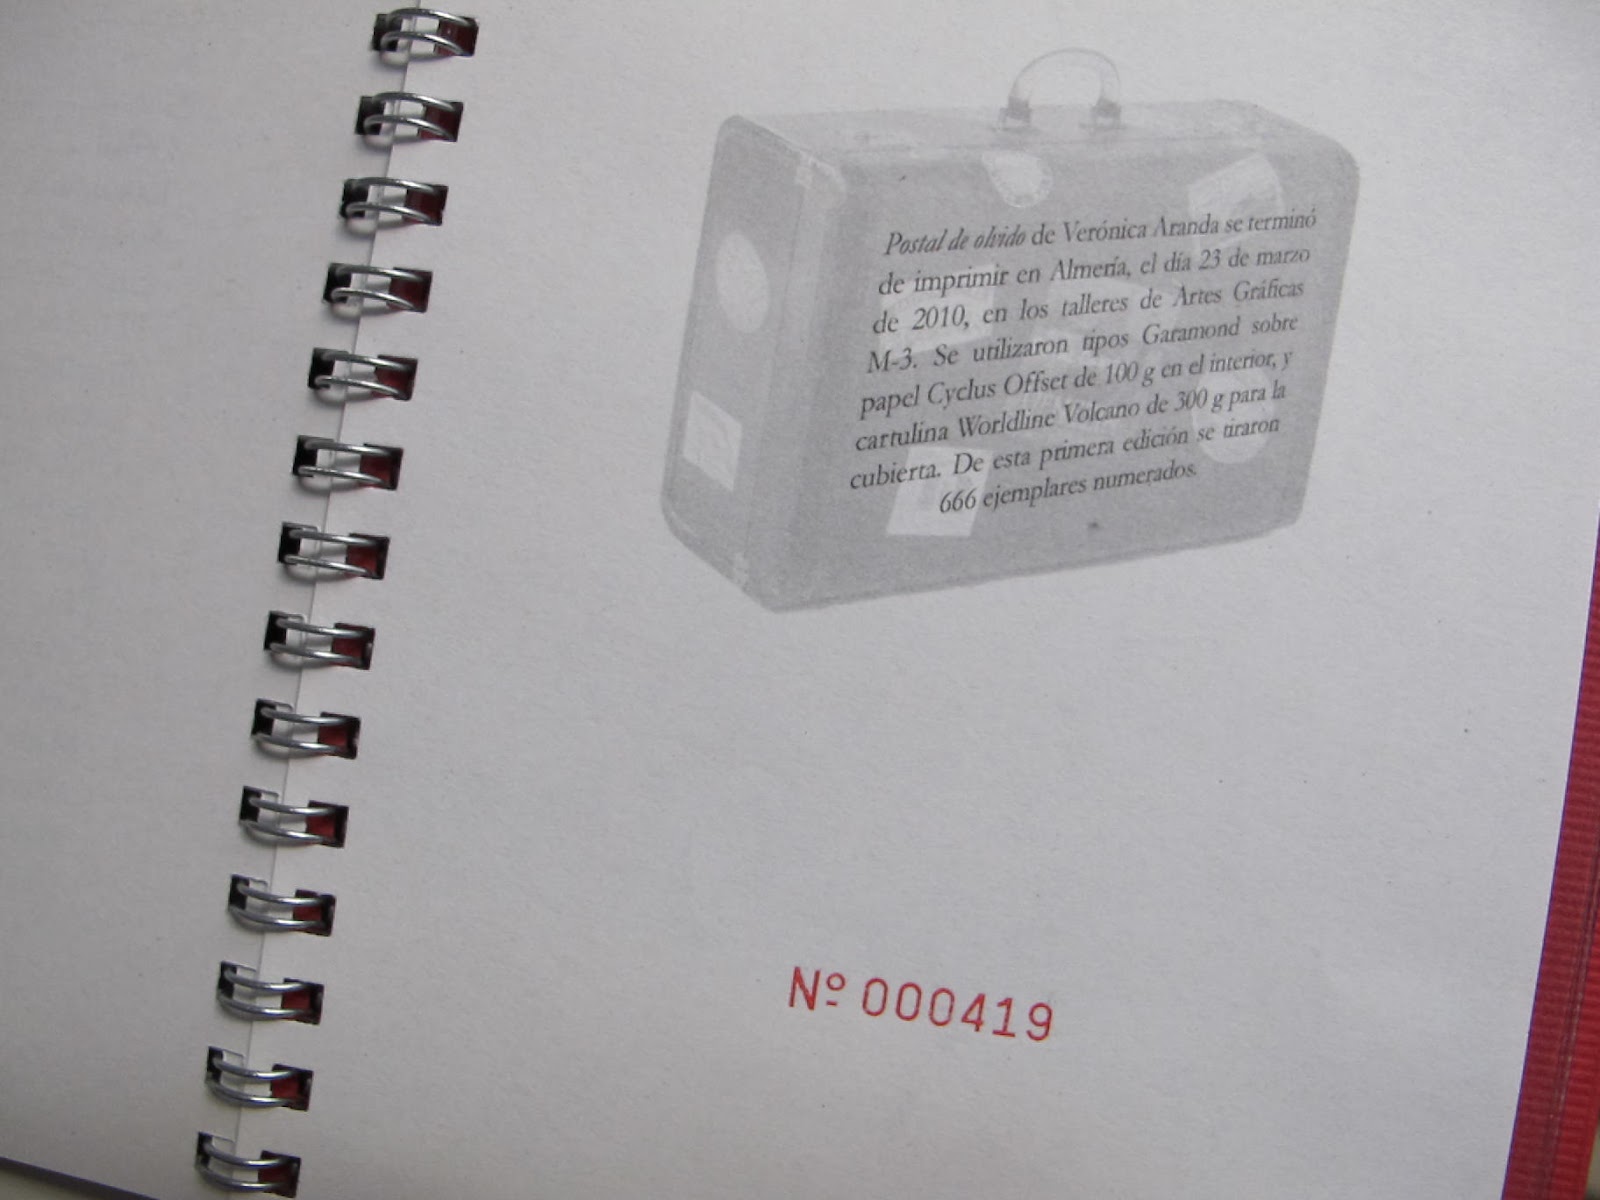 Postal de olvido de Verónica Aranda se terminó
de imprimir en Almería, el día 23 de marzo
de 2010, en los talleres de Artes Gráficas
M-3. Se utilizaron tipos Garamond sobre
papel Cyclus Offset de 100 g en el interior, y
cartulina Worldline Volcano de 300 g para la
cubierta. De esta primera edición se tiraron
666 ejemplares numerados.
Nº 000419